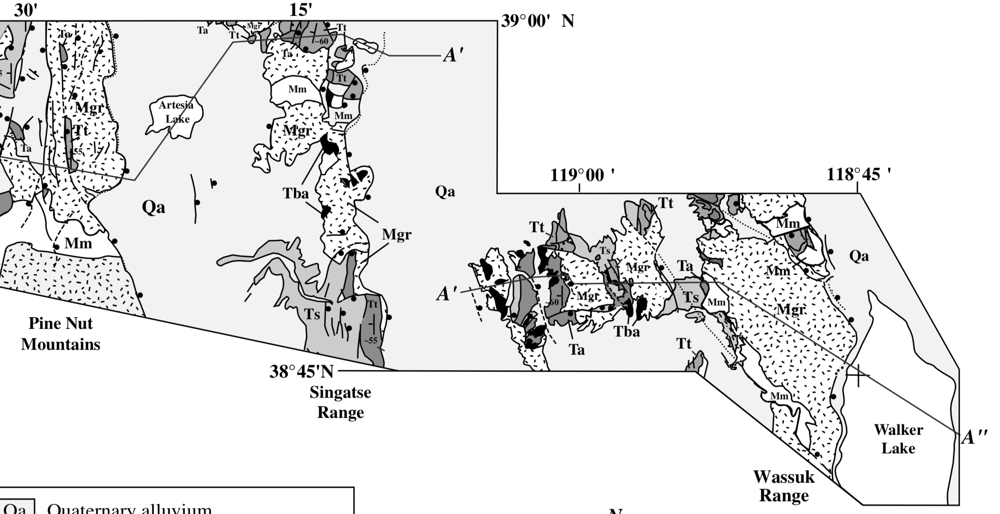 30'
15'
39°00' N
Ta
Tt
Mgr
Tt
Ta
~60
Ta
A'
Tt
Mm
Artesia
Lake
Mgr
Mm
Tt
Mgr
Ta
55
119°00 '
118°45 '
Tba
Qa
Qa
Tt
Tt
Mm
Mgr
Mm
Ts
Mgr
Ta
Mm
Qa
A'
~60
Mgr
Ts
Mm
Mgr
Tt
Ts
~55
Pine Nut
Mountains
Tba
Ta
Tt
38°45'N
Singatse
Range
Mm
Walker
Lake
A''
Wassuk
Range
Qa Quaternary alluvium